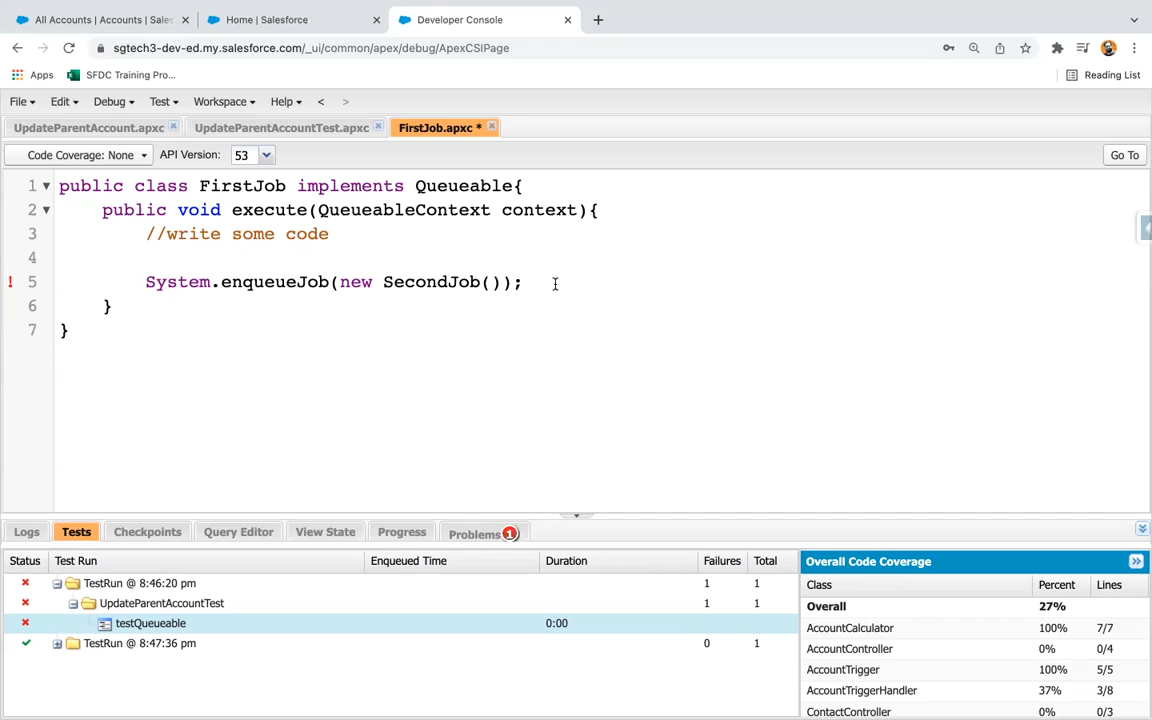 All Accounts | Accounts | Sales
Home | Salesforce
Developer Console
sgtech3-dev-ed.my.salesforce.com/_ui/common/apex/debug/ApexCSIPage
Apps
SFDC Training Pro...
Reading List
File
Edit
Debug
Test
Workspace
Help
<
>
UpdateParentAccount.apxc
UpdateParentAccountTest.apxc
FirstJob.apxc *
Code Coverage: None
API Version:
53
Go To
1 public class FirstJob implements Queueable{
2 public void execute(QueueableContext context){
3 //write some code
4
5 System.enqueueJob(new SecondJob());
6 }
7 }
Logs
Tests
Checkpoints
Query Editor
View State
Progress
Problems 1
Status Test Run Enqueued Time Duration Failures Total
TestRun @ 8:46:20 pm 1 1
UpdateParentAccountTest 1 1
testQueueable 0:00
TestRun @ 8:47:36 pm 0 1
Overall Code Coverage
Class Percent Lines
Overall 27%
AccountCalculator 100% 7/7
AccountController 0% 0/4
AccountTrigger 100% 5/5
AccountTriggerHandler 37% 3/8
ContactController 0% 0/3